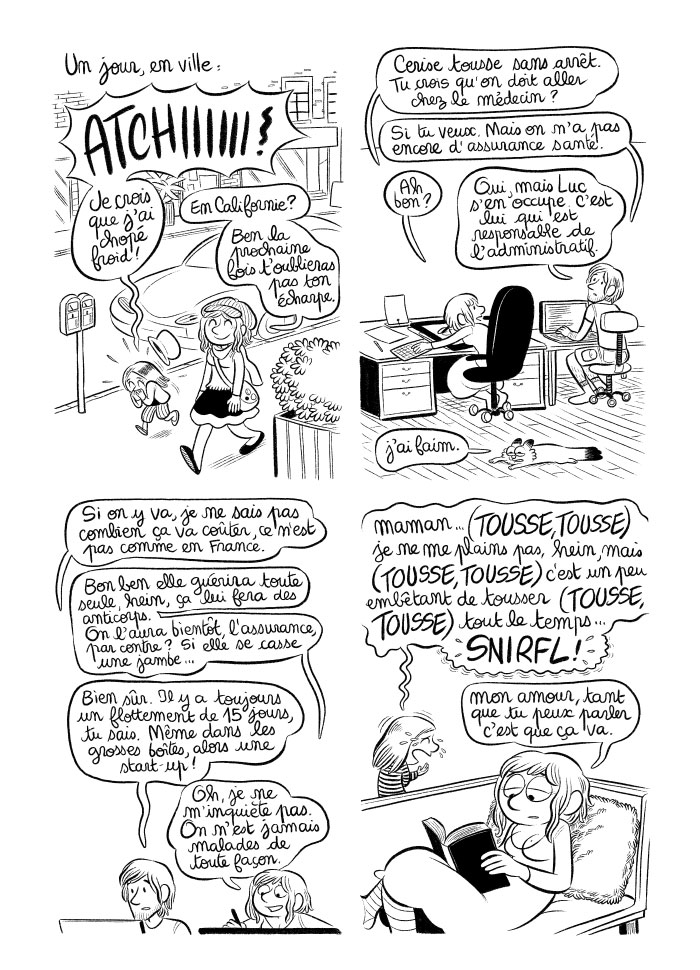 Un jour, en ville :
ATCHIIIIIII !
Je crois
que j'ai
chopé
froid !
En Californie ?
Ben la
prochaine
fois t'oublieras
pas ton
écharpe.
Cerise tousse sans arrêt.
Tu crois qu'on doit aller
chez le médecin ?
Si tu veux. Mais on n'a pas
encore d'assurance santé.
Ah
bon ?
Oui, mais Luc
s'en occupe. c'est
lui qui est
responsable de
l'administratif.
j'ai faim.
Si on y va, je ne sais pas
combien ça va coûter, ce n'est
pas comme en France.
Bon ben elle guérira toute
seule, hein, ça lui fera des
anticorps.
On l'aura bientôt, l'assurance,
par contre ? Si elle se casse
une jambe...
Bien sûr. Il y a toujours
un flottement de 15 jours,
tu sais. Même dans les
grosses boîtes, alors une
start-up !
Oh, je ne
m'inquiète pas.
On n'est jamais
malades de
toute façon.
maman... (TOUSSE, TOUSSE)
je ne me plains pas, hein, mais
(TOUSSE, TOUSSE) c'est un peu
embêtant de tousser (TOUSSE,
TOUSSE) tout le temps...
SNIRFL !
mon amour, tant
que tu peux parler
c'est que ça va.